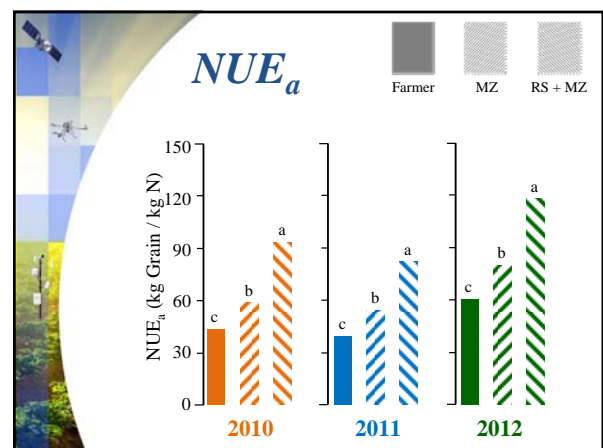 NUEa
Farmer MZ RS + MZ
NUEa (kg Grain / kg N)
150
120
90
60
30
0
c b a
c b a
c b a
2010 2011 2012